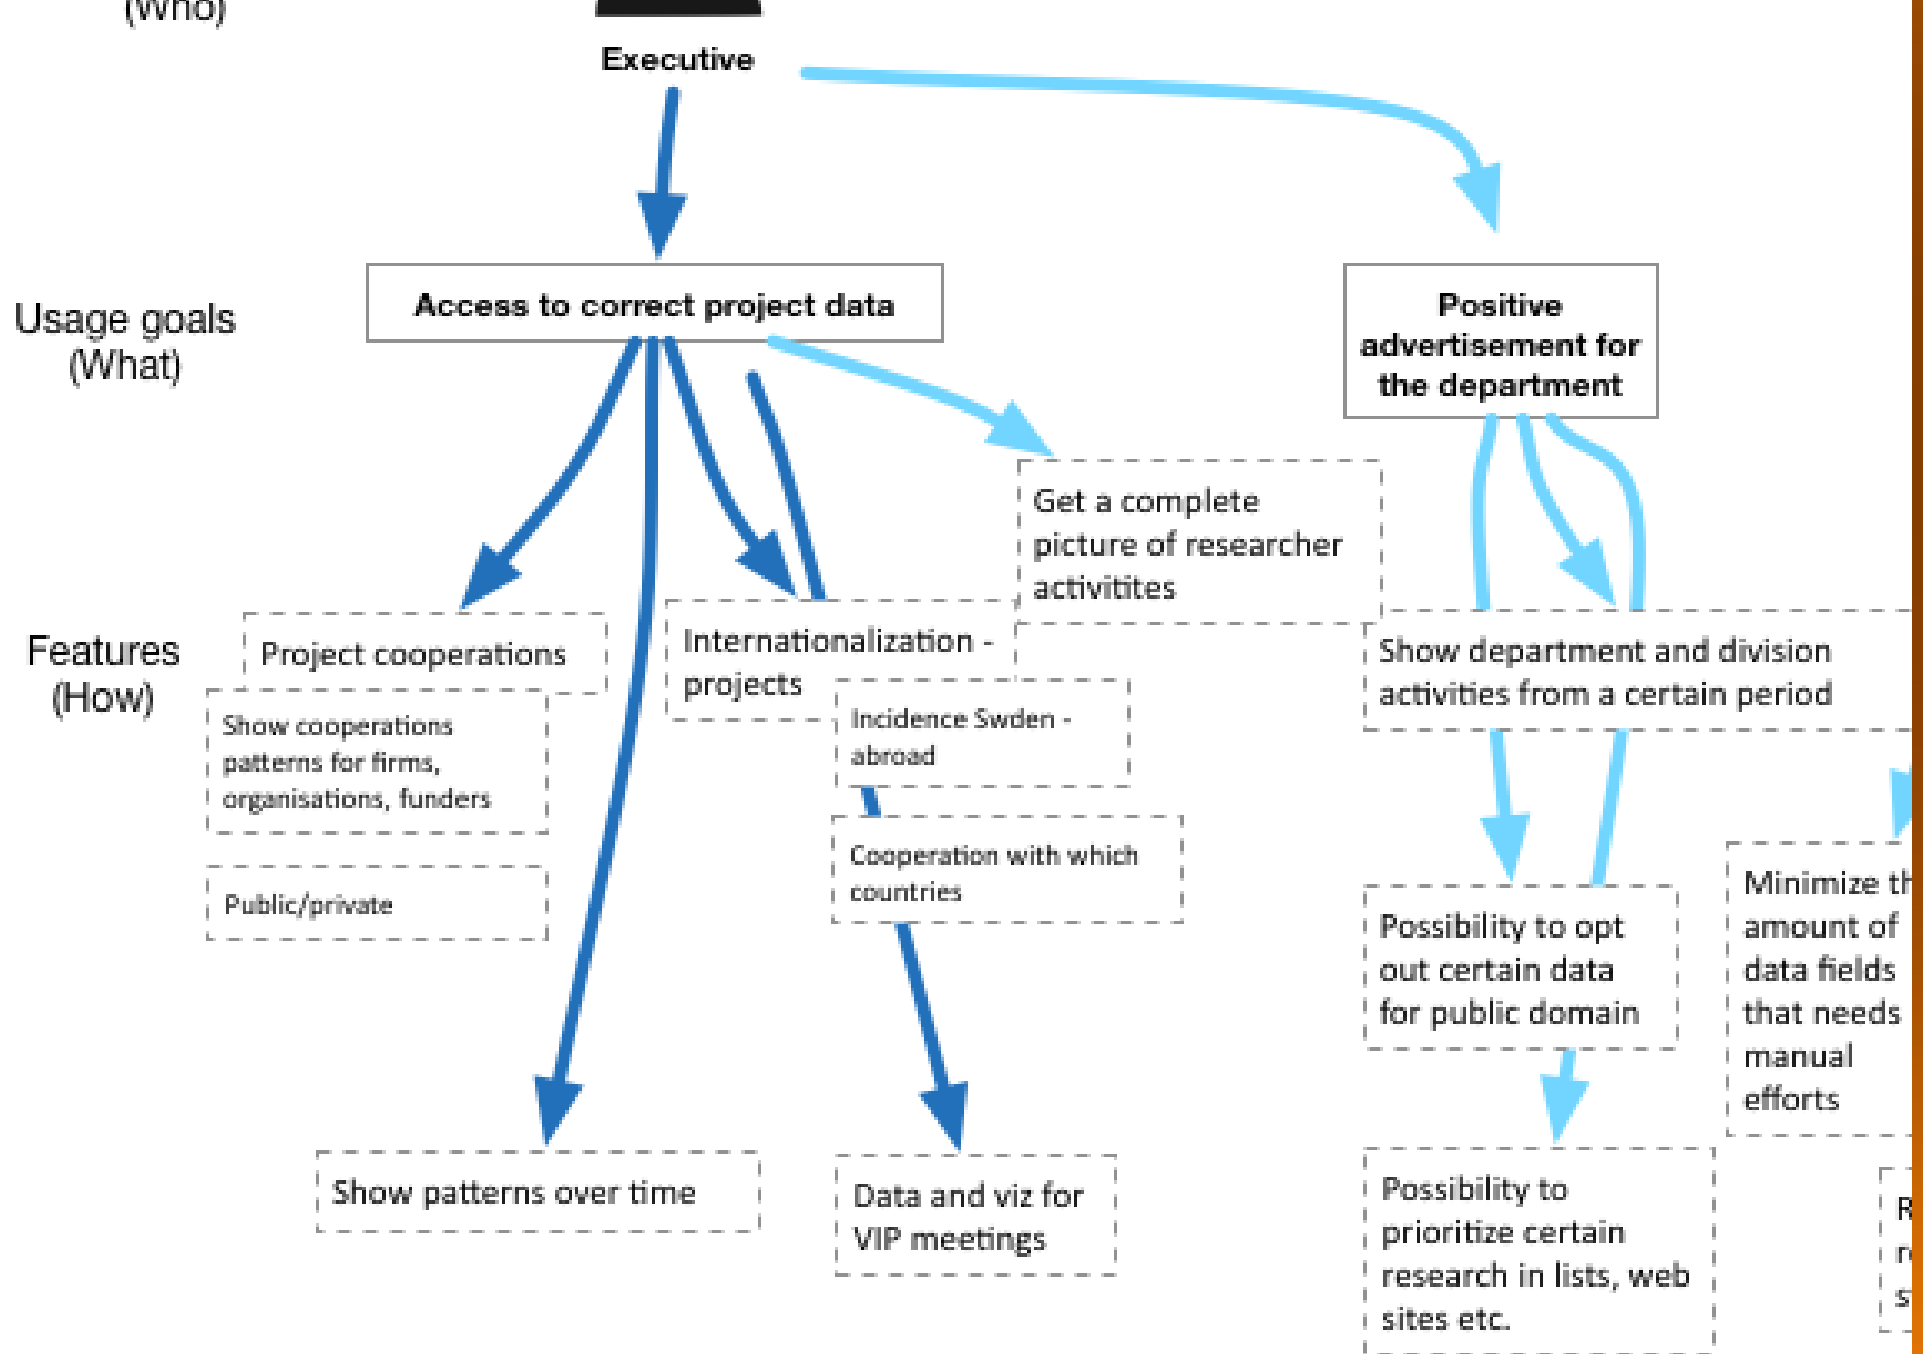 (Who)
Executive
Usage goals
(What)
Access to correct project data
Positive
advertisement for
the department
Get a complete
picture of researcher
activitites
Features
(How)
Project cooperations
Show cooperations
patterns for firms,
organisations, funders
Public/private
Internationalization -
projects
Incidence Swden -
abroad
Cooperation with which
countries
Show department and division
activities from a certain period
Possibility to opt
out certain data
for public domain
Minimize
amount of
data fields
that needs
manual
efforts
Show patterns over time
Data and viz for
VIP meetings
Possibility to
prioritize certain
research in lists, web
sites etc.